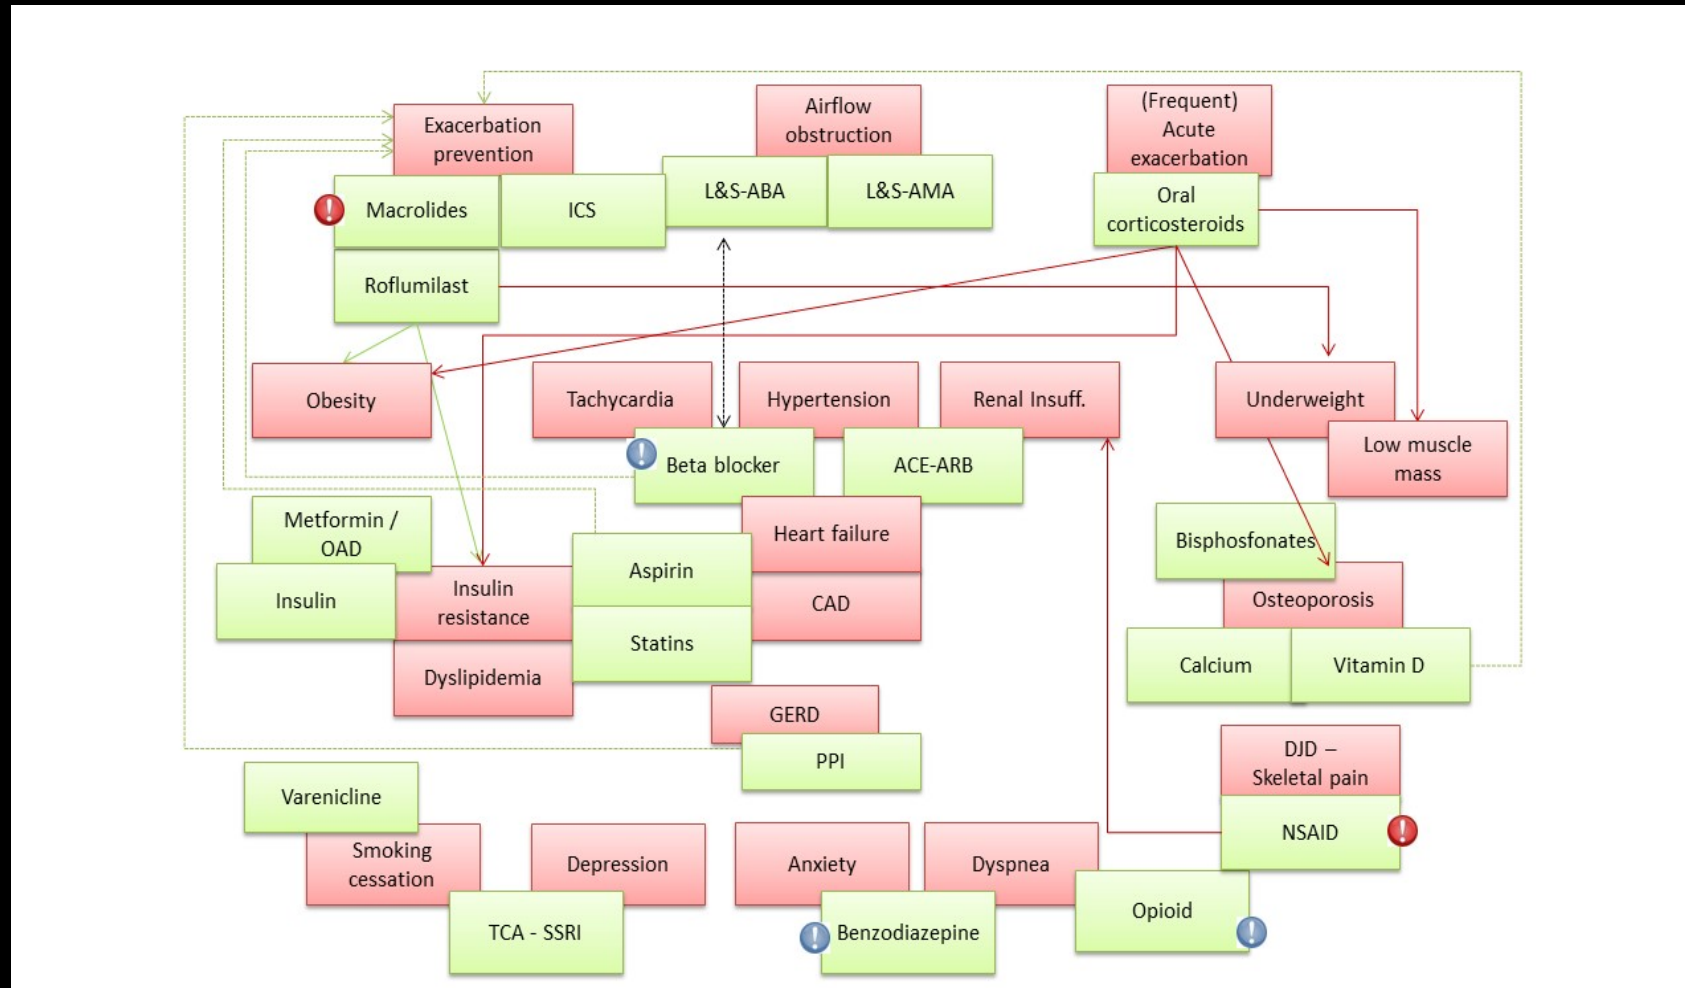 Exacerbation
prevention
Airflow
obstruction
(Frequent)
Acute
exacerbation
Macrolides
ICS
L&S-ABA
L&S-AMA
Oral
corticosteroids
Roflumilast
Obesity
Tachycardia
Hypertension
Renal Insuff.
Underweight
Beta blocker
ACE-ARB
Low muscle
mass
Metformin /
OAD
Heart failure
Bisphosfonates
Insulin
Insulin
resistance
Aspirin
CAD
Osteoporosis
Dyslipidemia
Statins
Calcium
Vitamin D
GERD
PPI
DJD –
Skeletal pain
Varenicline
NSAID
Smoking
cessation
Depression
Anxiety
Dyspnea
TCA - SSRI
Benzodiazepine
Opioid